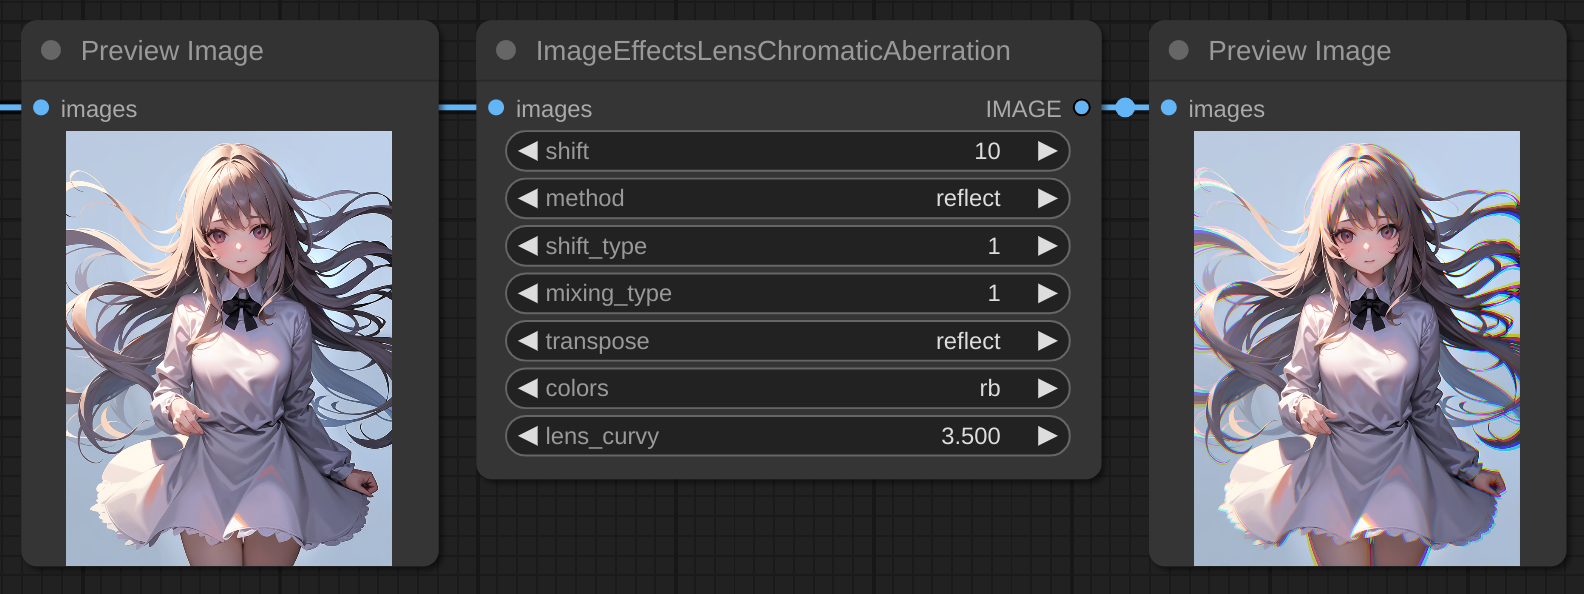 Preview Image
images
ImageEffectsLensChromaticAberration
images IMAGE
shift 10
method reflect
shift_type 1
mixing_type 1
transpose reflect
colors rb
lens_curvy 3.500
Preview Image
images